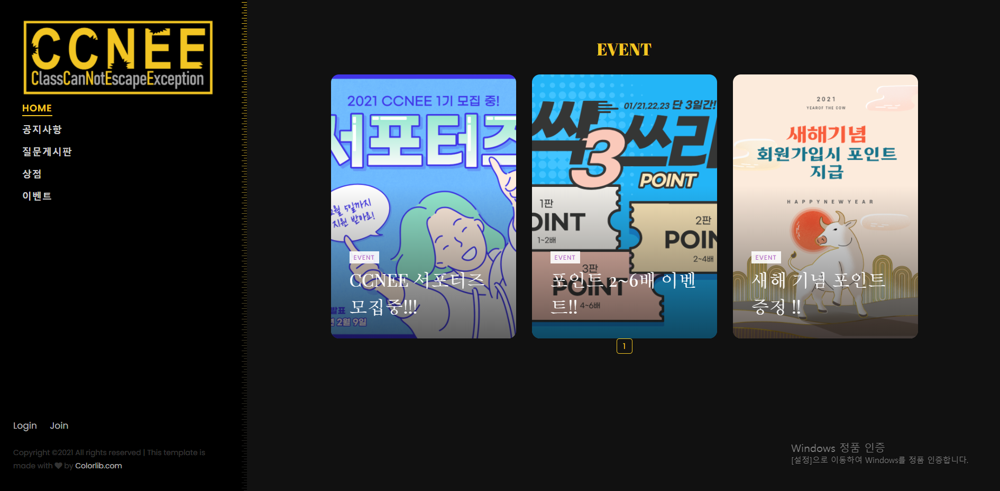 CCNEE
ClassCanNotEscapeException
HOME
공지사항
질문게시판
상점
이벤트
Login
Join
Copyright ©2021 All rights reserved | This template is
made with by Colorlib.com
EVENT
2021 CCNEE 1기 모집 중!
서포터즈
2월 5일까지
지원 받아요!
EVENT
CCNEE 서포터즈
모집중!!!
발표
2월 9일
01/21,22,23 단 3일간!
싹3쓰리
POINT
1판
POINT
1~2배
2판
POIN
2~4배
3판
POINT
4~6배
EVENT
포인트 2~6배 이벤
트!!
2021
YEAROF THE COW
새해기념
회원가입시 포인트
지급
HAPPYNEWYEAR
EVENT
새해 기념 포인트
증정 !!
1
Windows 정품 인증
[설정]으로 이동하여 Windows를 정품 인증합니다.